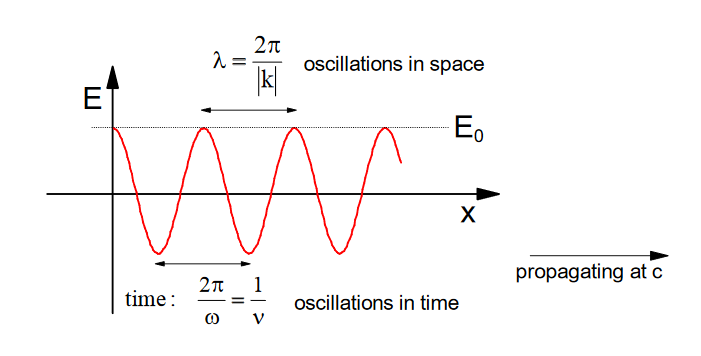 λ = 2π / |k| oscillations in space
E
E₀
x
propagating at c
time: 2π / ω = 1 / ν oscillations in time